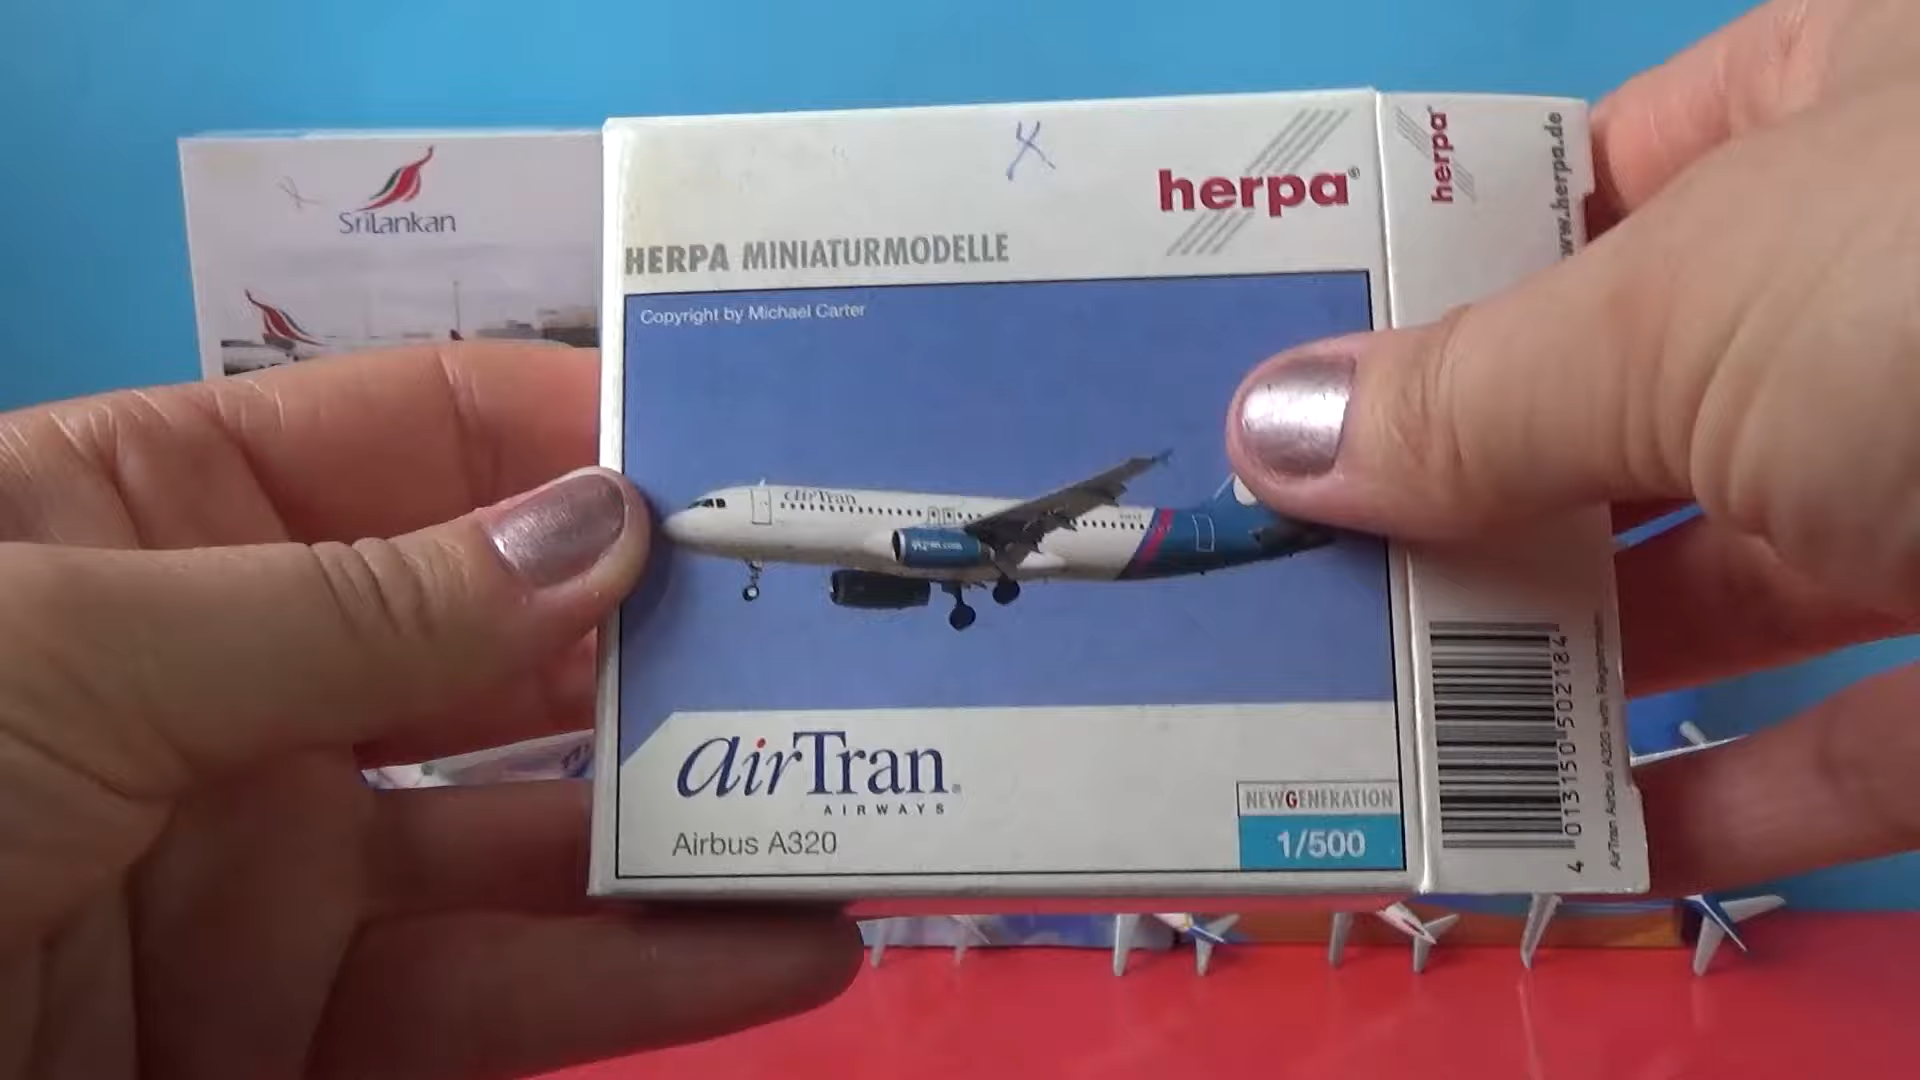 SriLankan
X
herpa®
HERPA MINIATURMODELLE
Copyright by Michael Carter
airTran
airTran®
AIRWAYS
Airbus A320
NEWGENERATION
1/500
herpa®
www.herpa.de
4 013150 502184
AirTran Airbus A320 with